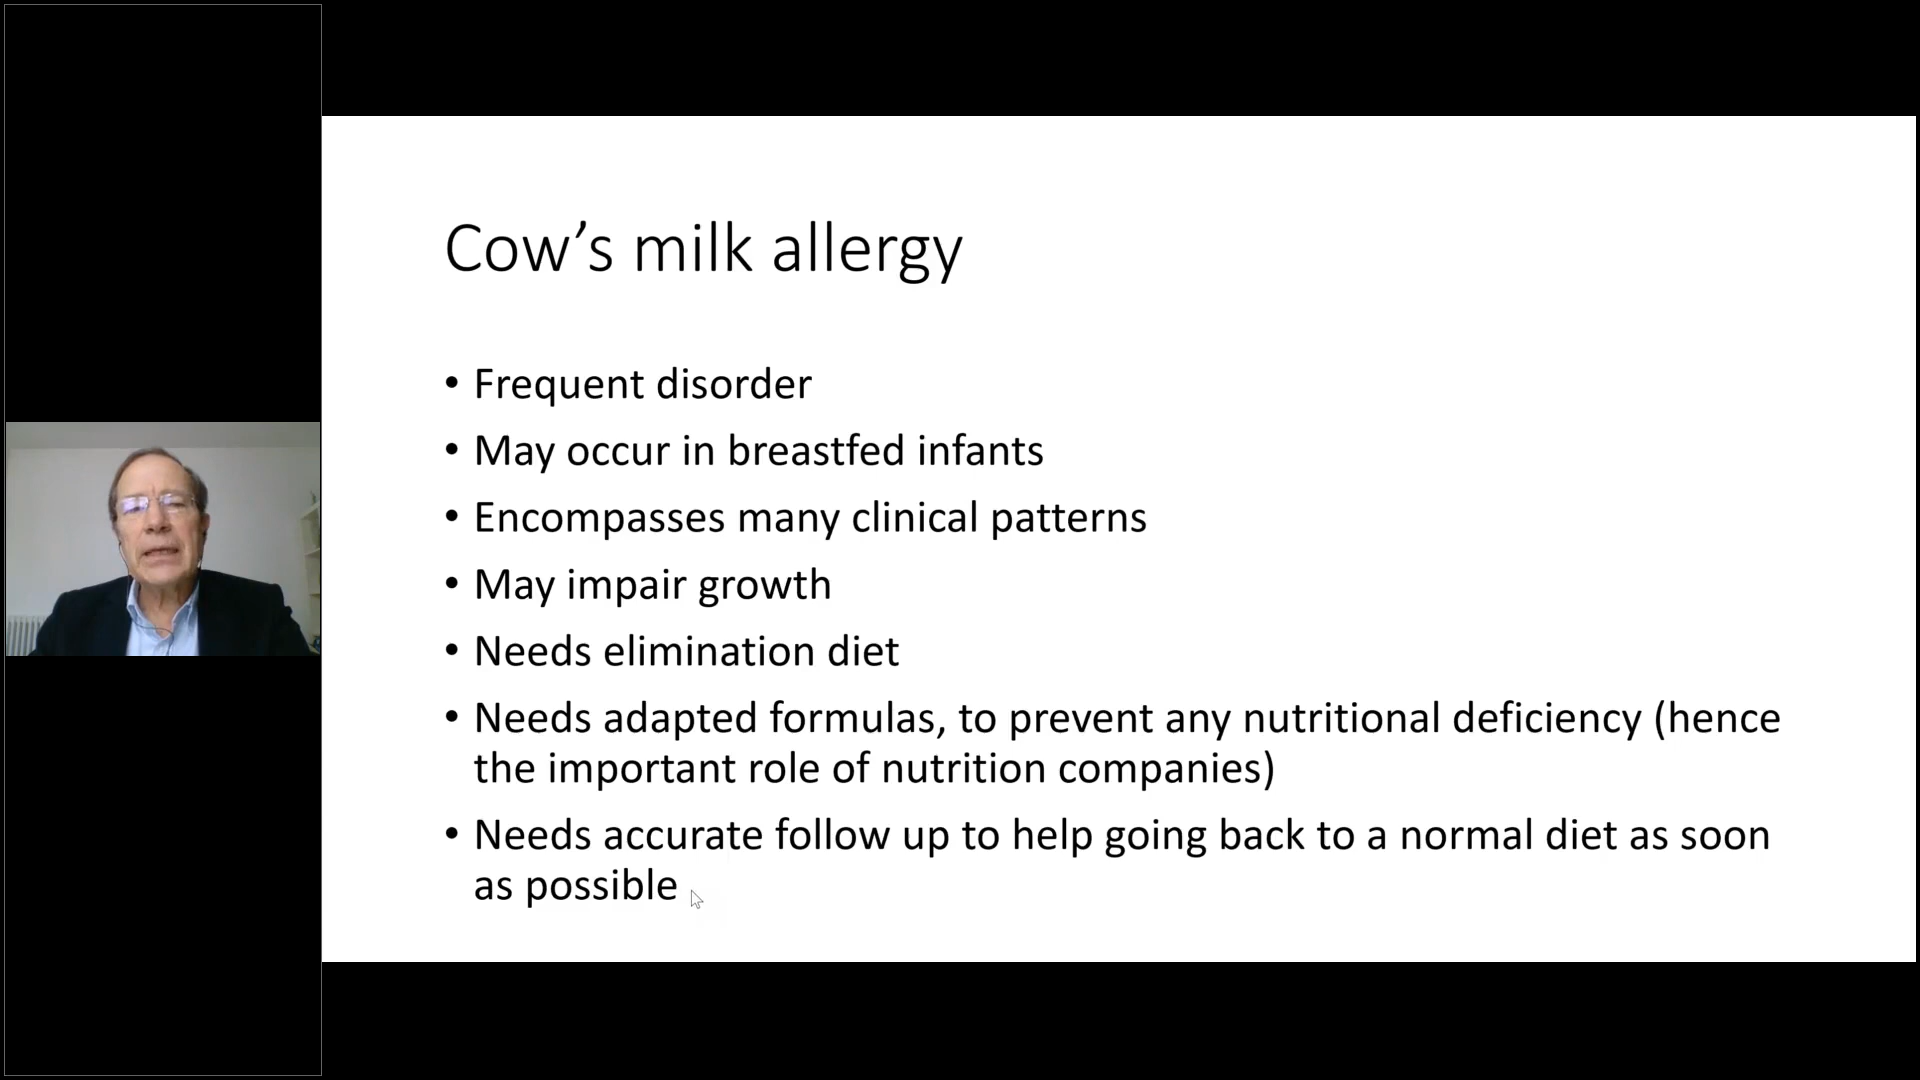 Cow’s milk allergy
• Frequent disorder
• May occur in breastfed infants
• Encompasses many clinical patterns
• May impair growth
• Needs elimination diet
• Needs adapted formulas, to prevent any nutritional deficiency (hence
the important role of nutrition companies)
• Needs accurate follow up to help going back to a normal diet as soon
as possible